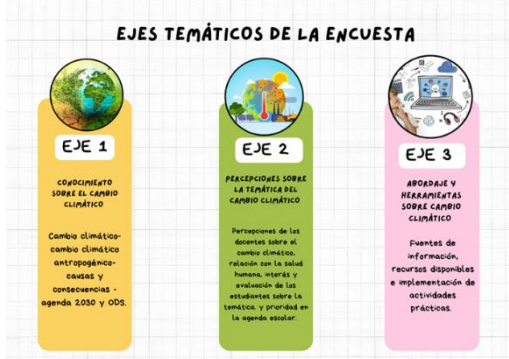 EJES TEMÁTICOS DE LA ENCUESTA
EJE 1
CONOCIMIENTO
SOBRE EL CAMBIO
CLIMÁTICO
Cambio climático-
cambio climático
antropogénico-
causas y
consecuencias -
agenda 2030 y ODS.
EJE 2
PERCEPCIONES SOBRE
LA TEMÁTICA DEL
CAMBIO CLIMÁTICO
Percepciones de los
docentes sobre el
cambio climático,
relación con la salud
humana, interés y
evaluación de los
estudiantes sobre la
temática, y prioridad en
la agenda escolar.
EJE 3
ABORDAJE Y
HERRAMIENTAS
SOBRE CAMBIO
CLIMÁTICO
Fuentes de
información,
recursos disponibles
e implementación de
actividades
prácticas.